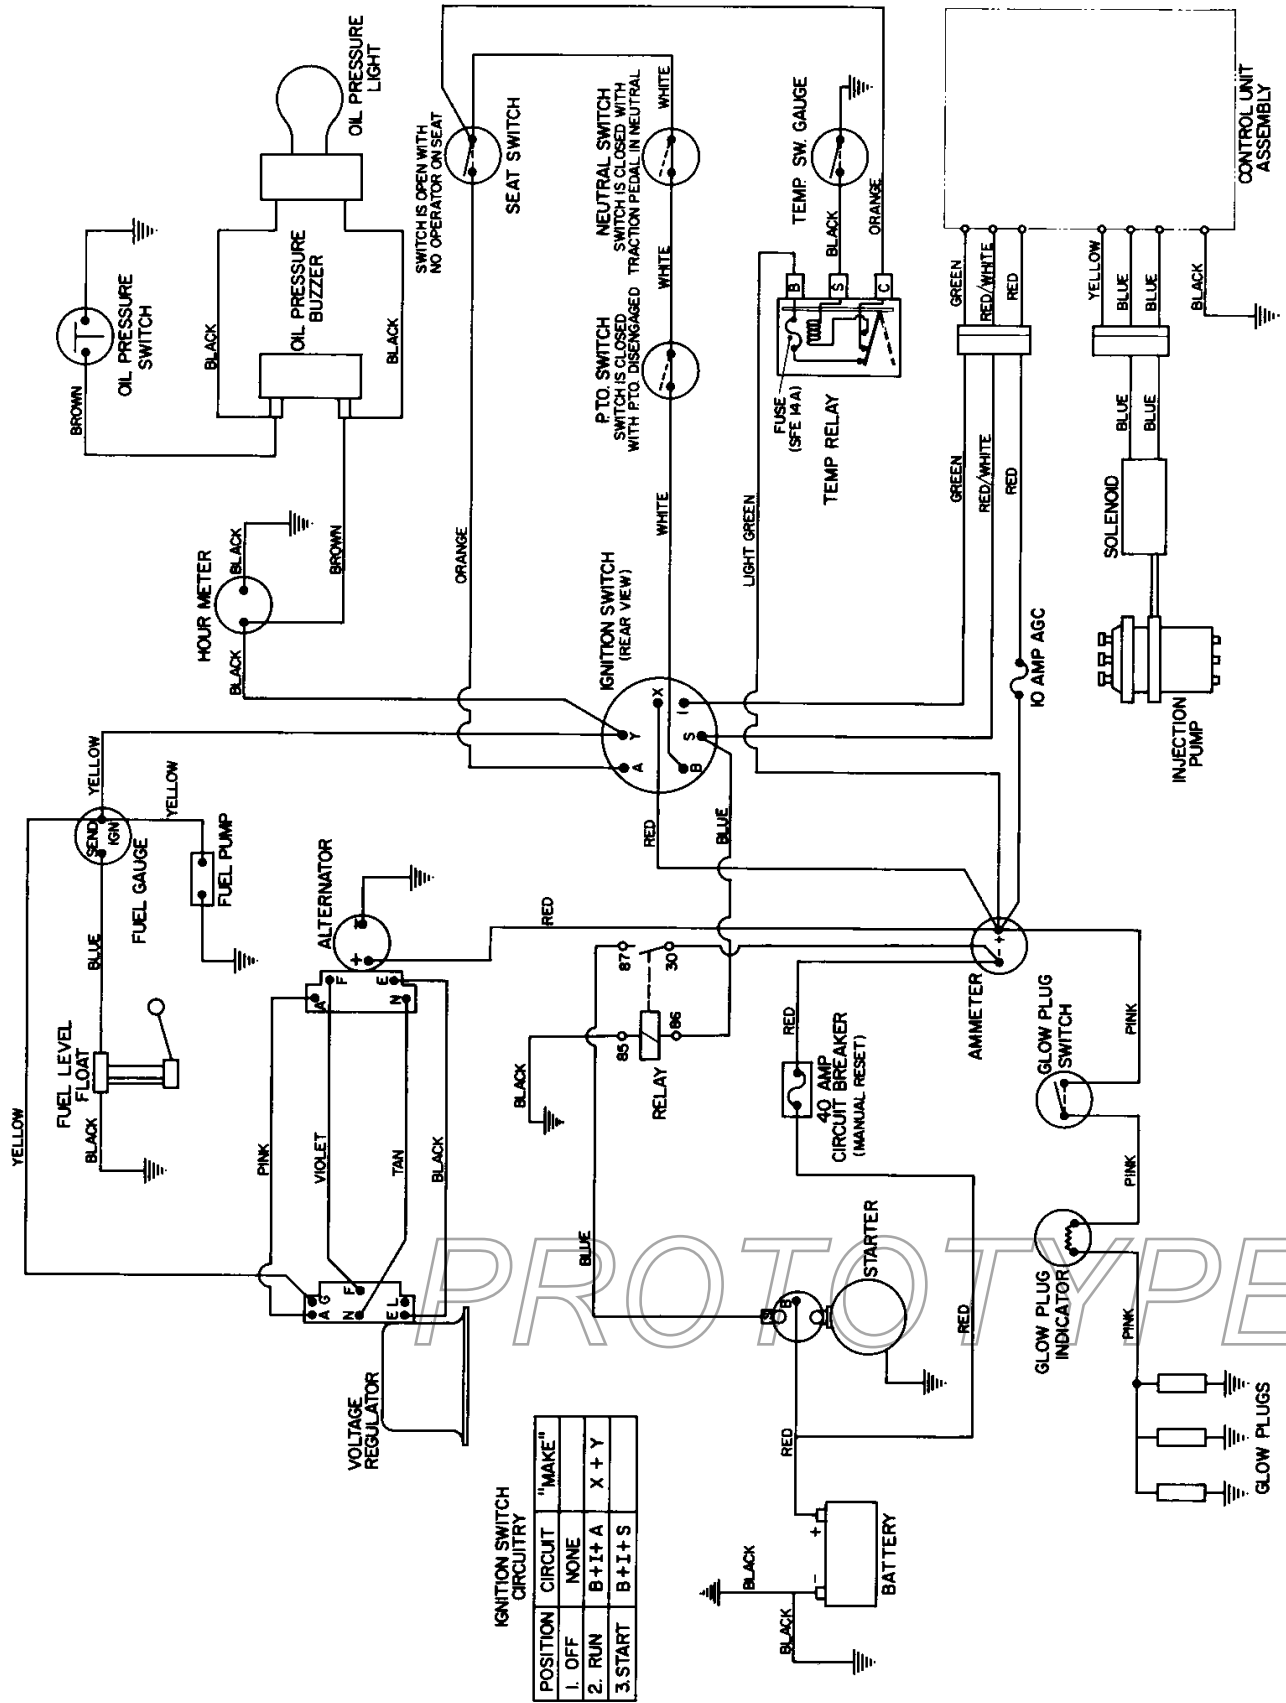 OIL PRESSURE
LIGHT
OIL PRESSURE
SWITCH
OIL PRESSURE
BUZZER
BROWN
BLACK
BLACK
HOUR METER
BLACK
BLACK
BROWN
SWITCH IS OPEN WITH
NO OPERATOR ON SEAT
SEAT SWITCH
ORANGE
NEUTRAL SWITCH
SWITCH IS CLOSED WITH
TRACTION PEDAL IN NEUTRAL
WHITE
WHITE
P.T.O. SWITCH
SWITCH IS CLOSED
WITH P.T.O. DISENGAGED
WHITE
TEMP. SW. GAUGE
BLACK
ORANGE
B
S
C
FUSE
(SFE 14A)
TEMP RELAY
LIGHT GREEN
CONTROL UNIT
ASSEMBLY
GREEN
RED/WHITE
RED
YELLOW
BLUE
BLUE
BLACK
GREEN
RED/WHITE
RED
BLUE
BLUE
SOLENOID
INJECTION
PUMP
10 AMP AGC
IGNITION SWITCH
(REAR VIEW)
X
Y
I
A
S
B
RED
BLUE
YELLOW
YELLOW
SEND
IGN
FUEL GAUGE
FUEL PUMP
BLUE
FUEL LEVEL
FLOAT
BLACK
YELLOW
ALTERNATOR
+
F
E
A
N
RED
PINK
VIOLET
TAN
BLACK
G
F
L
A
N
E
VOLTAGE
REGULATOR
87
30
85
86
RELAY
BLACK
BLUE
- +
AMMETER
RED
40 AMP
CIRCUIT BREAKER
(MANUAL RESET)
GLOW PLUG
SWITCH
PINK
PINK
GLOW PLUG
INDICATOR
PINK
GLOW PLUGS
STARTER
B
RED
RED
BATTERY
+
-
BLACK
BLACK
IGNITION SWITCH
CIRCUITRY
POSITION CIRCUIT "MAKE"
1. OFF NONE
2. RUN B+I+A X+Y
3. START B+I+S
PROTOTYPE